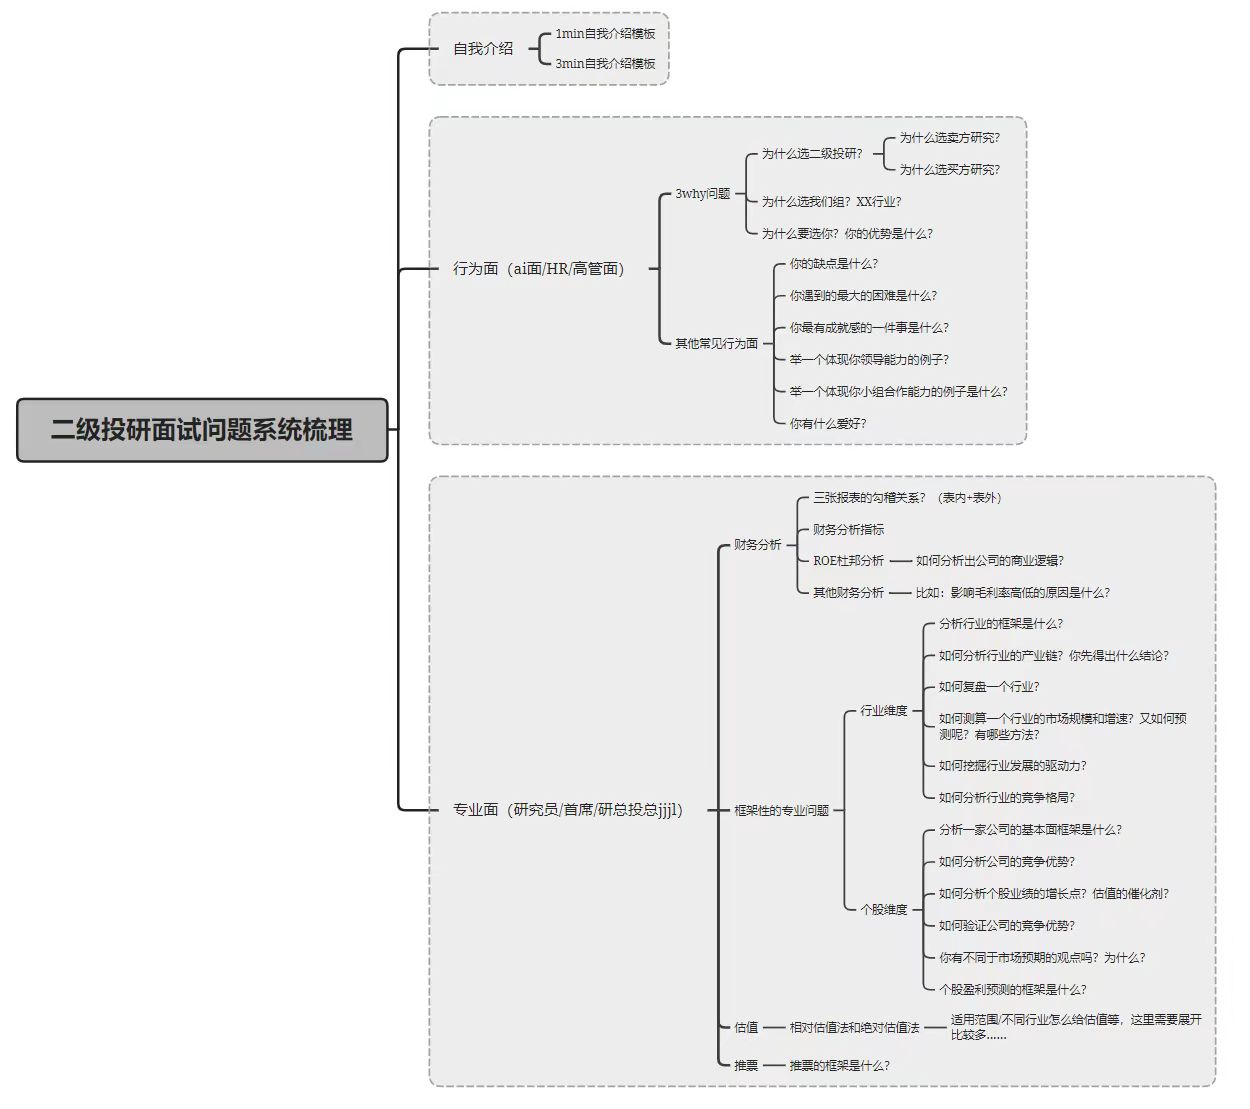 二级投研面试问题系统梳理
自我介绍
1min自我介绍模板
3min自我介绍模板
行为面（ai面/HR/高管面）
3why问题
为什么选二级投研？
为什么选卖方研究？
为什么选买方研究？
为什么选我们组？XX行业？
为什么要选你？你的优势是什么？
其他常见行为面
你的缺点是什么？
你遇到的最大的困难是什么？
你最有成就感的一件事是什么？
举一个体现你领导能力的例子？
举一个体现你小组合作能力的例子是什么？
你有什么爱好？
专业面（研究员/首席/研总投总jjjl）
财务分析
三张报表的勾稽关系？（表内+表外）
财务分析指标
ROE杜邦分析
如何分析出公司的商业逻辑？
其他财务分析
比如：影响毛利率高低的原因是什么？
框架性的专业问题
行业维度
分析行业的框架是什么？
如何分析行业的产业链？你先得出什么结论？
如何复盘一个行业？
如何测算一个行业的市场规模和增速？又如何预
测呢？有哪些方法？
如何挖掘行业发展的驱动力？
如何分析行业的竞争格局？
个股维度
分析一家公司的基本面框架是什么？
如何分析公司的竞争优势？
如何分析个股业绩的增长点？估值的催化剂？
如何验证公司的竞争优势？
你有不同于市场预期的观点吗？为什么？
个股盈利预测的框架是什么？
估值
相对估值法和绝对估值法
适用范围/不同行业怎么给估值等，这里需要展开
比较多......
推票
推票的框架是什么？